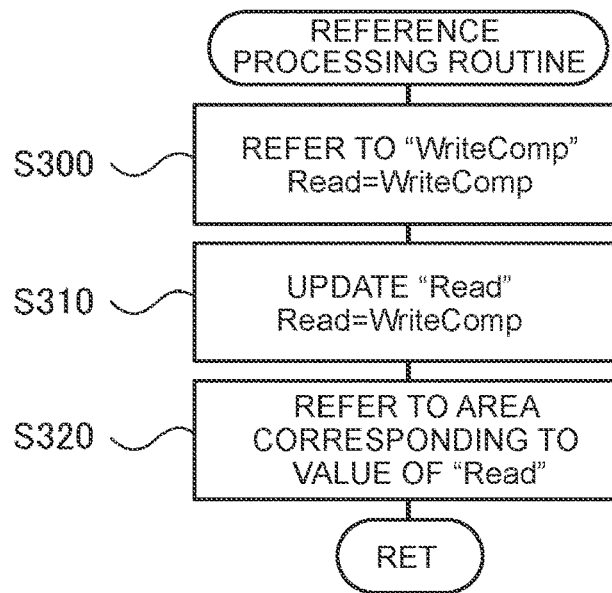 REFERENCE
PROCESSING ROUTINE
S300
REFER TO “WriteComp”
Read=WriteComp
S310
UPDATE “Read”
Read=WriteComp
S320
REFER TO AREA
CORRESPONDING TO
VALUE OF “Read”
RET